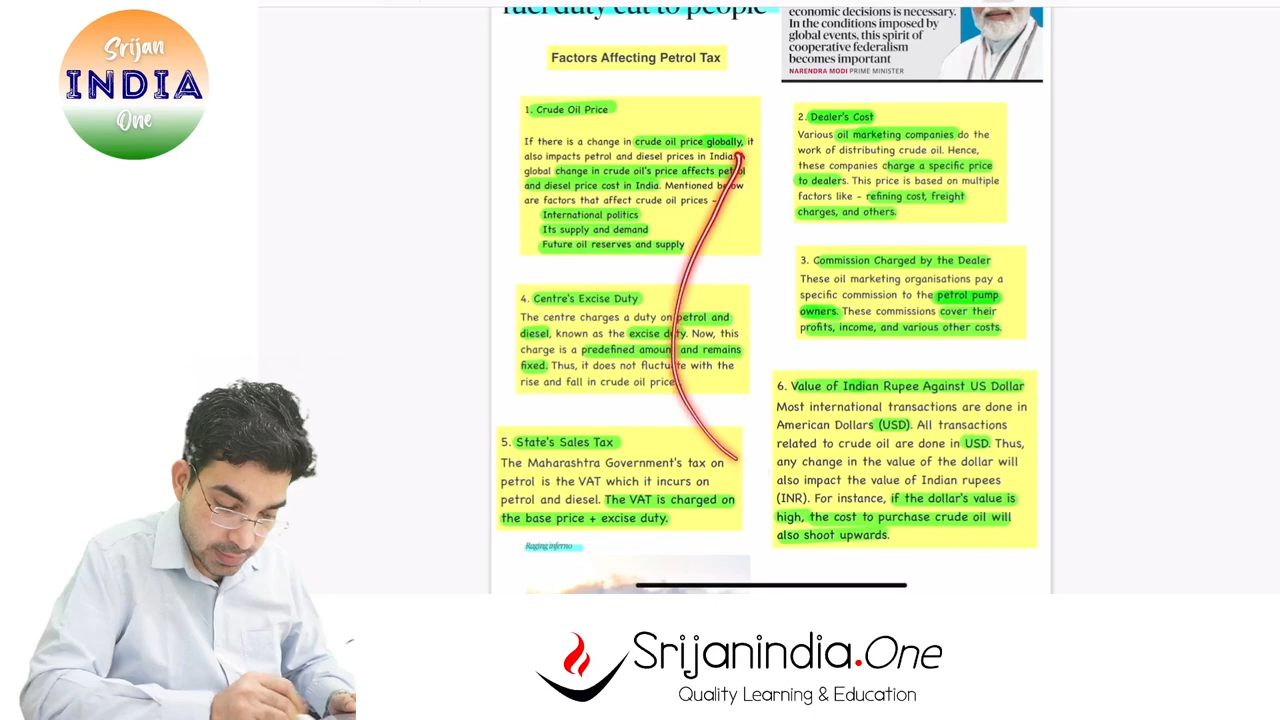 Srijan
INDIA
One
fuel duty cut to people
economic decisions is necessary.
In the conditions imposed by
global events, this spirit of
cooperative federalism
becomes important
NARENDRA MODI PRIME MINISTER
Factors Affecting Petrol Tax
1. Crude Oil Price
If there is a change in crude oil price globally, it
also impacts petrol and diesel prices in India.
global change in crude oil's price affects petrol
and diesel price cost in India. Mentioned below
are factors that affect crude oil prices -
International politics
Its supply and demand
Future oil reserves and supply
2. Dealer's Cost
Various oil marketing companies do the
work of distributing crude oil. Hence,
these companies charge a specific price
to dealers. This price is based on multiple
factors like - refining cost, freight
charges, and others.
3. Commission Charged by the Dealer
These oil marketing organisations pay a
specific commission to the petrol pump
owners. These commissions cover their
profits, income, and various other costs.
4. Centre's Excise Duty
The centre charges a duty on petrol and
diesel, known as the excise duty. Now, this
charge is a predefined amount and remains
fixed. Thus, it does not fluctuate with the
rise and fall in crude oil price.
5. State's Sales Tax
The Maharashtra Government's tax on
petrol is the VAT which it incurs on
petrol and diesel. The VAT is charged on
the base price + excise duty.
6. Value of Indian Rupee Against US Dollar
Most international transactions are done in
American Dollars (USD). All transactions
related to crude oil are done in USD. Thus,
any change in the value of the dollar will
also impact the value of Indian rupees
(INR). For instance, if the dollar's value is
high, the cost to purchase crude oil will
also shoot upwards.
Raging inferno
Srijanindia.One
Quality Learning & Education